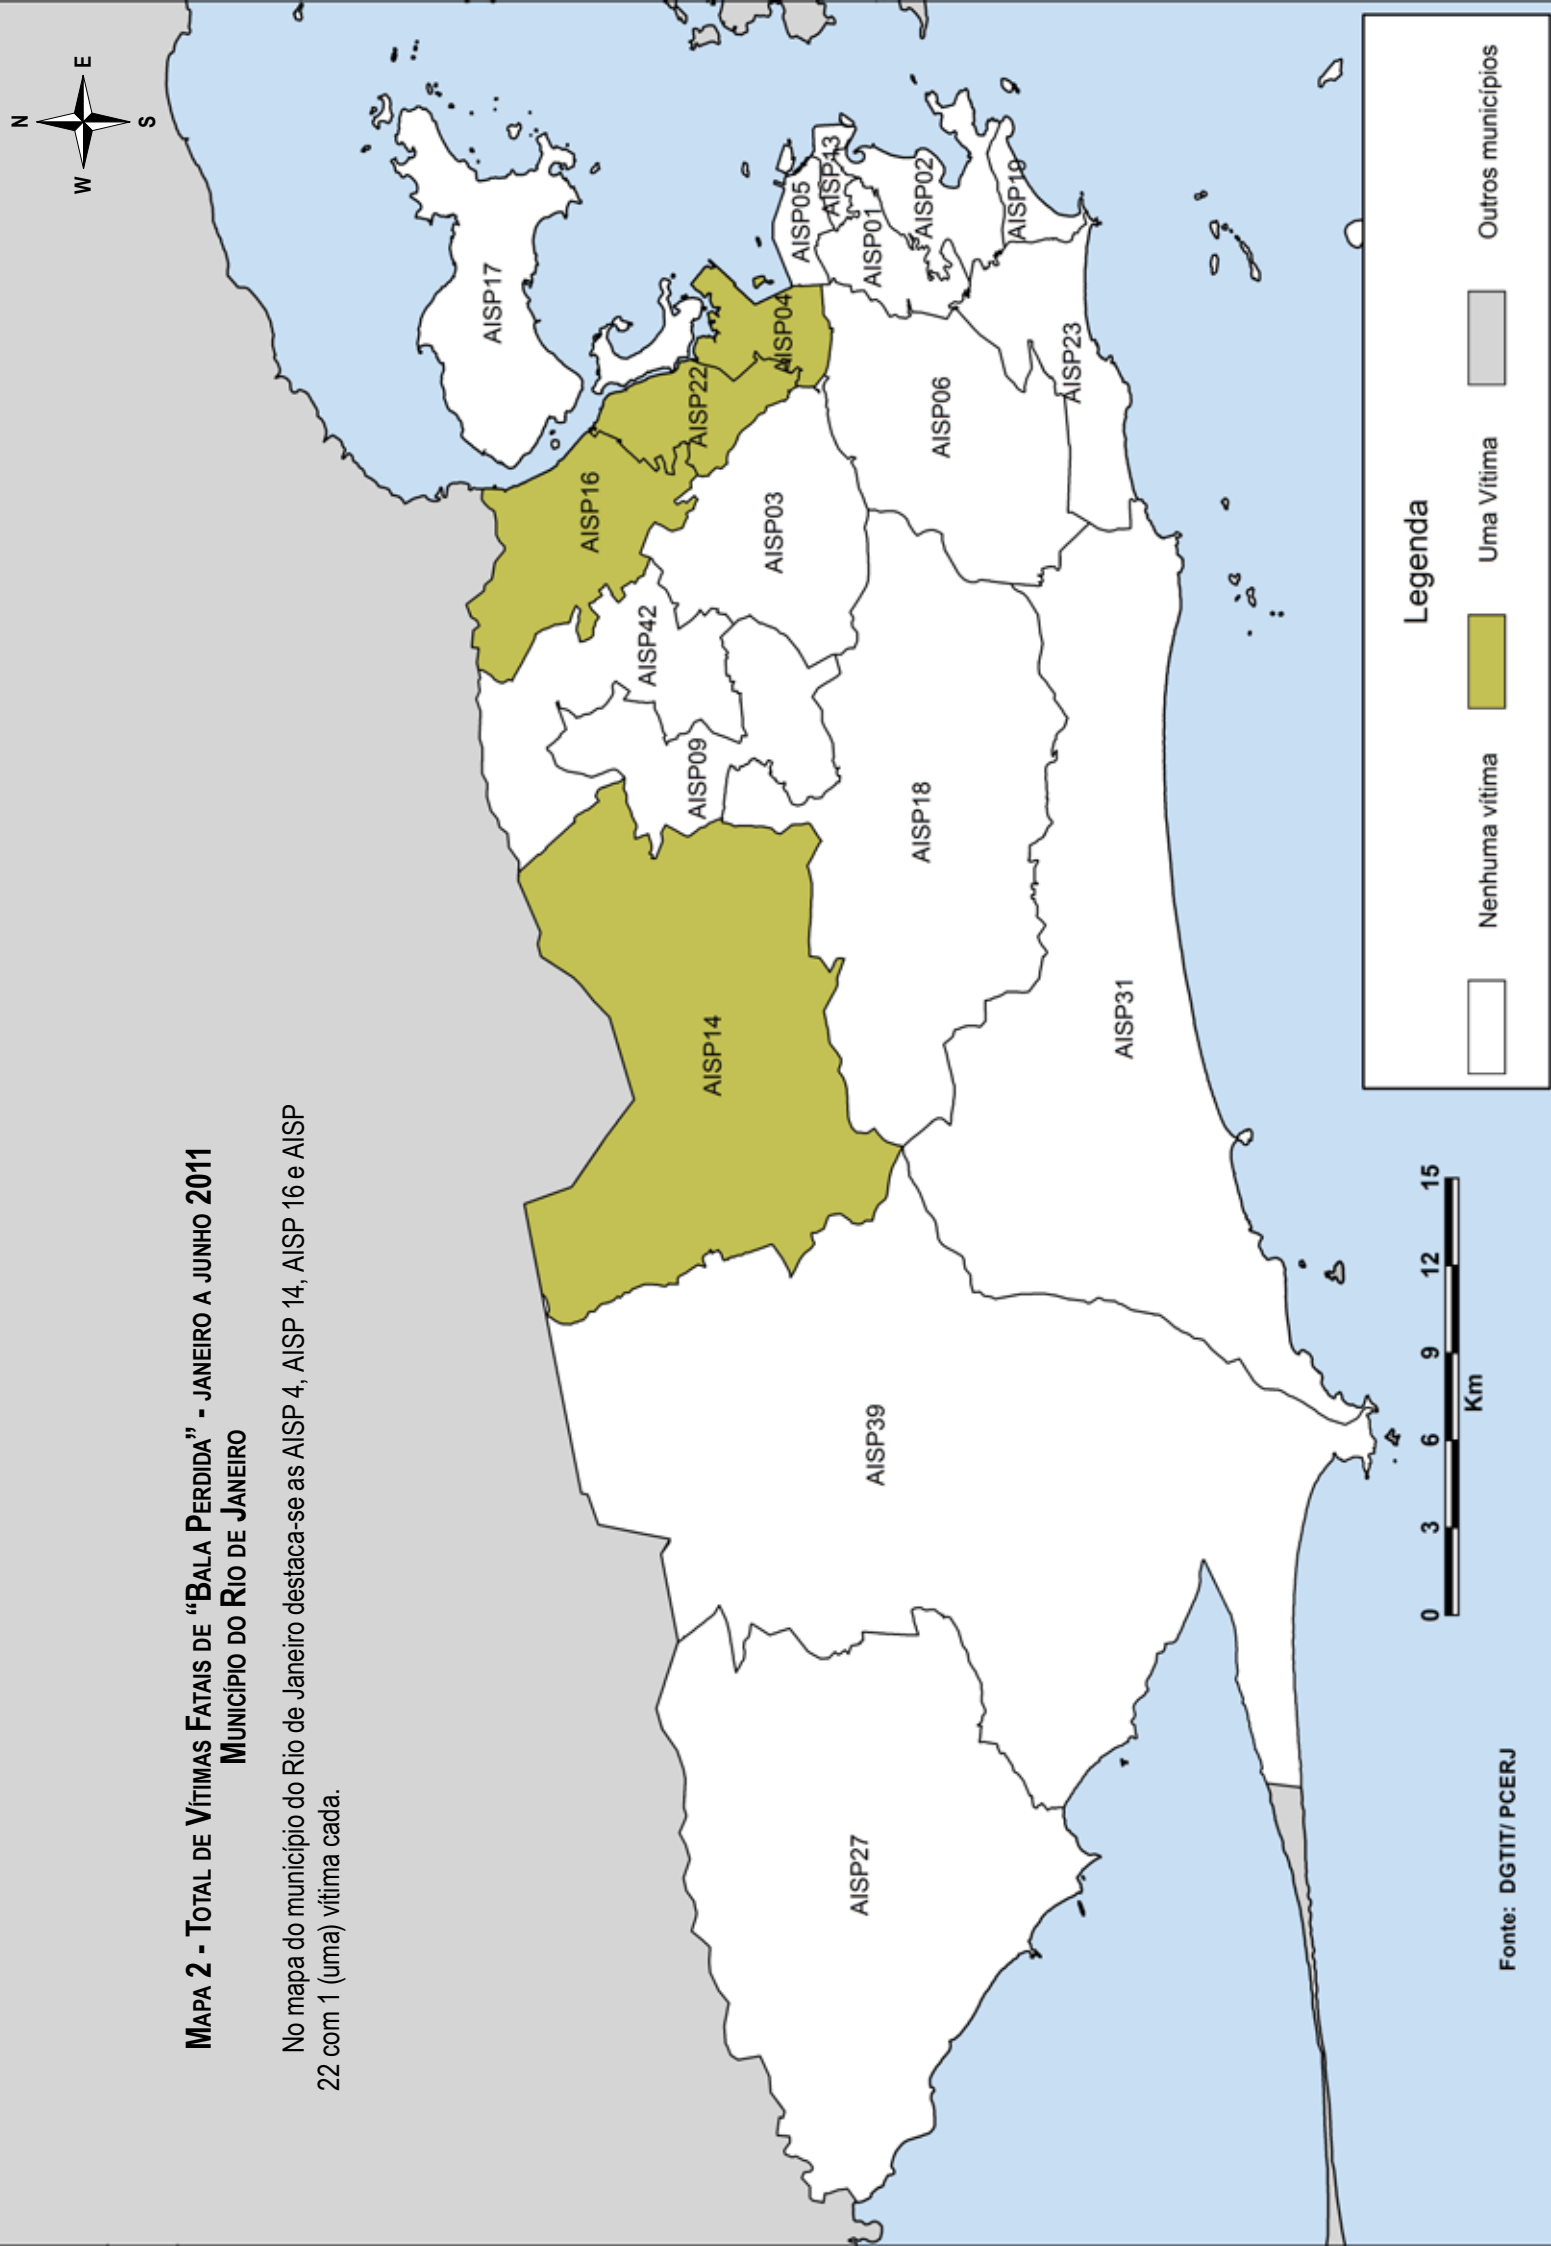 MAPA 2 - TOTAL DE VÍTIMAS FATAIS DE “BALA PERDIDA” - JANEIRO A JUNHO 2011
MUNICÍPIO DO RIO DE JANEIRO
No mapa do município do Rio de Janeiro destaca-se as AISP 4, AISP 14, AISP 16 e AISP
22 com 1 (uma) vítima cada.
N
W
E
S
AISP17
AISP16
AISP22
AISP04
AISP05
AISP13
AISP01
AISP02
AISP19
AISP23
AISP06
AISP03
AISP42
AISP09
AISP18
AISP14
AISP31
AISP39
AISP27
0 3 6 9 12 15
Km
Fonte: DGTIT/ PCERJ
Legenda
Nenhuma vítima
Uma Vítima
Outros municípios